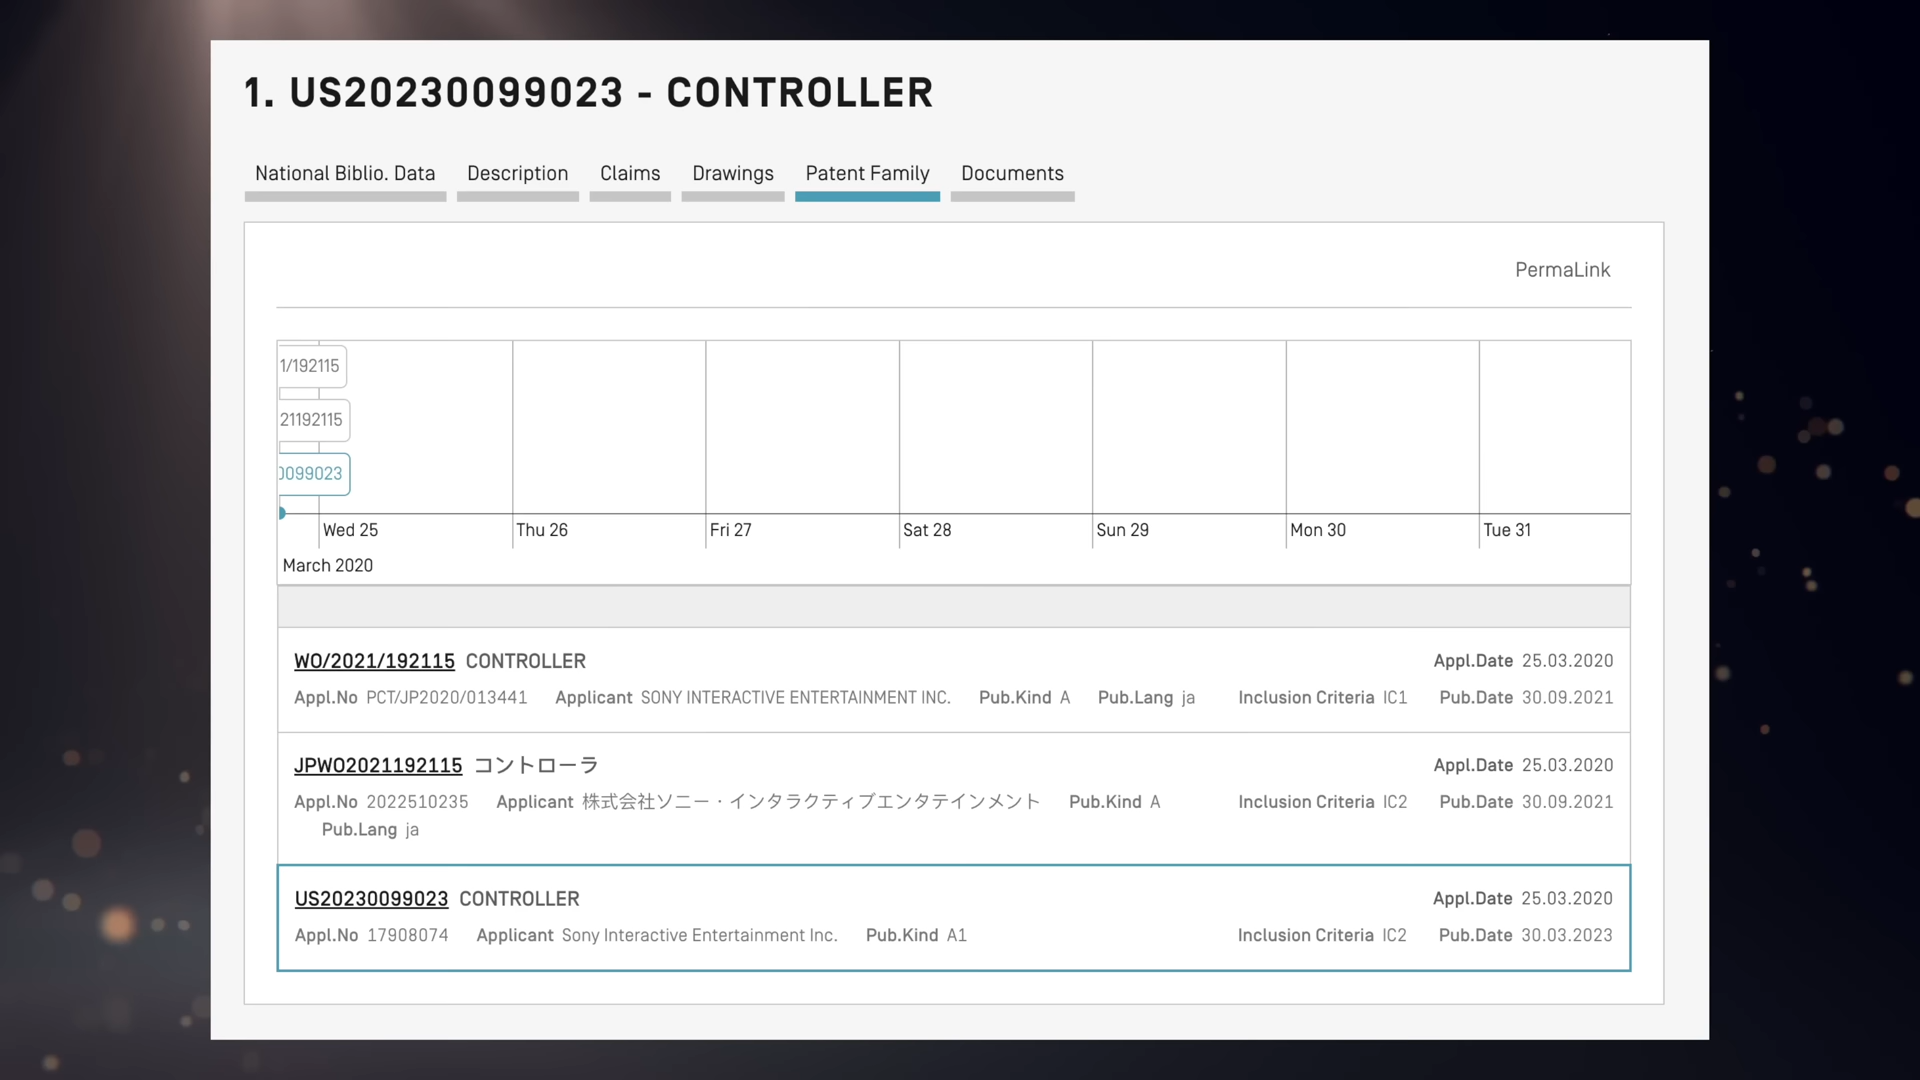 1. US20230099023 - CONTROLLER
National Biblio. Data Description Claims Drawings Patent Family Documents
PermaLink
1/192115
21192115
0099023
Wed 25 Thu 26 Fri 27 Sat 28 Sun 29 Mon 30 Tue 31
March 2020
WO/2021/192115 CONTROLLER Appl.Date 25.03.2020
Appl.No PCT/JP2020/013441 Applicant SONY INTERACTIVE ENTERTAINMENT INC. Pub.Kind A Pub.Lang ja Inclusion Criteria IC1 Pub.Date 30.09.2021
JPWO2021192115 コントローラ Appl.Date 25.03.2020
Appl.No 2022510235 Applicant 株式会社ソニー・インタラクティブエンタテインメント Pub.Kind A Inclusion Criteria IC2 Pub.Date 30.09.2021
Pub.Lang ja
US20230099023 CONTROLLER Appl.Date 25.03.2020
Appl.No 17908074 Applicant Sony Interactive Entertainment Inc. Pub.Kind A1 Inclusion Criteria IC2 Pub.Date 30.03.2023